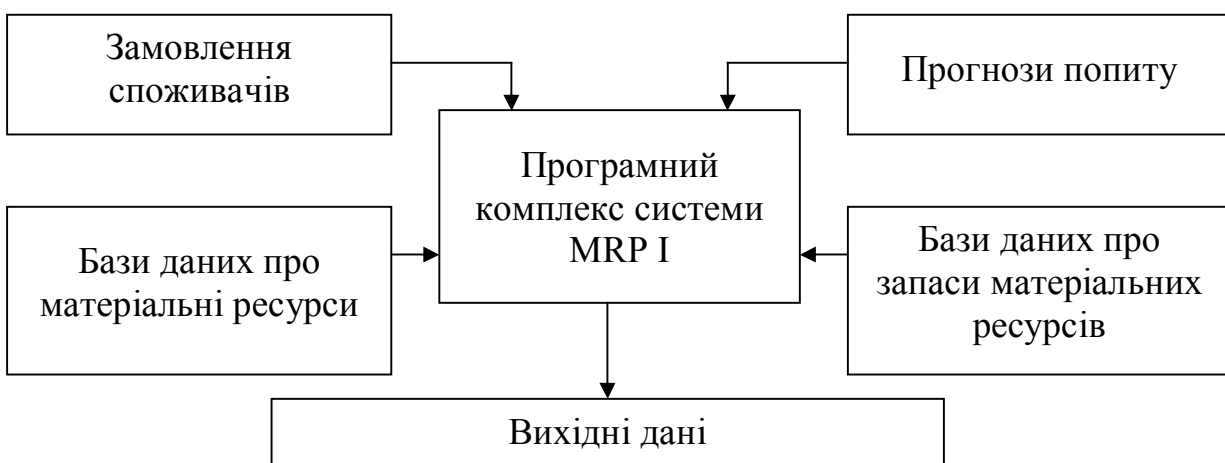 Замовлення
споживачів
Прогнози попиту
Програмний
комплекс системи
MRP I
Бази даних про
матеріальні ресурси
Бази даних про
запаси матеріальних
ресурсів
Вихідні дані